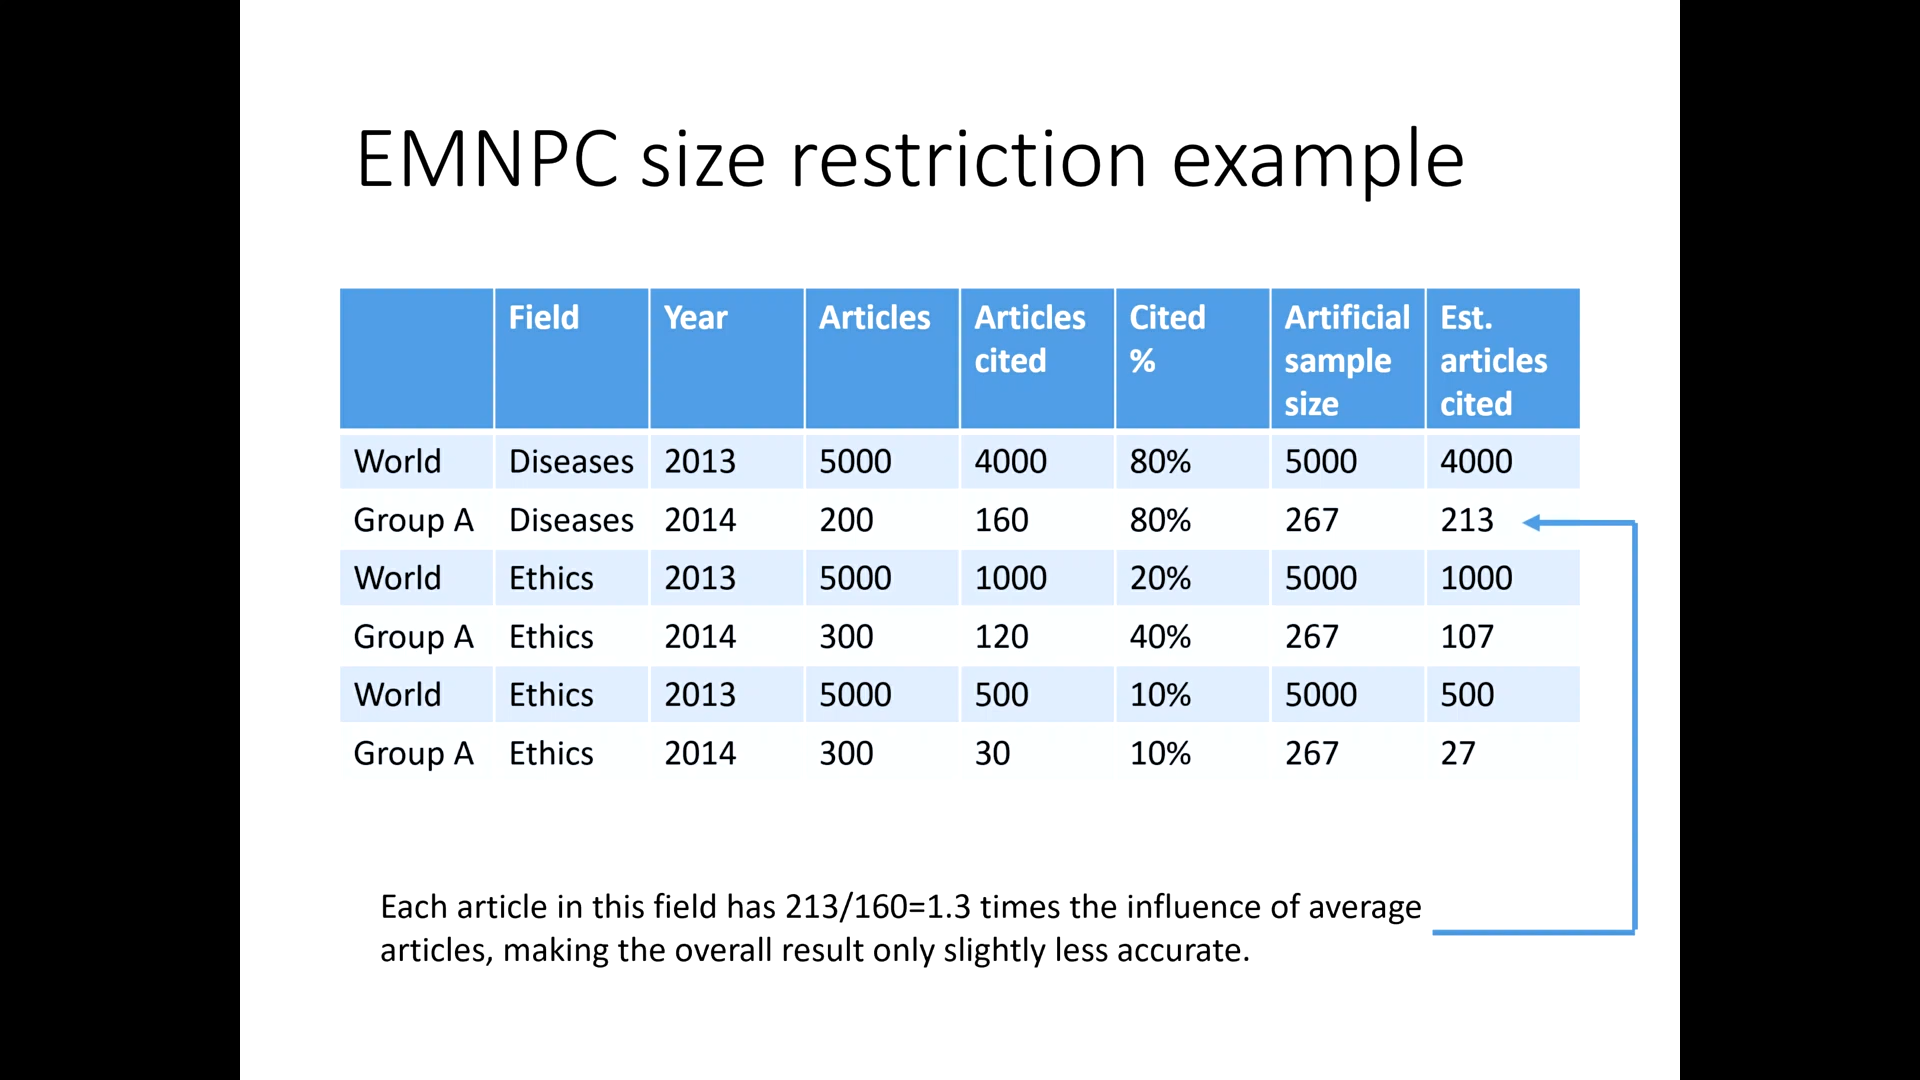 EMNPC size restriction example
Field Year Articles Articles cited Cited % Artificial sample size Est. articles cited
World Diseases 2013 5000 4000 80% 5000 4000
Group A Diseases 2014 200 160 80% 267 213
World Ethics 2013 5000 1000 20% 5000 1000
Group A Ethics 2014 300 120 40% 267 107
World Ethics 2013 5000 500 10% 5000 500
Group A Ethics 2014 300 30 10% 267 27
Each article in this field has 213/160=1.3 times the influence of average
articles, making the overall result only slightly less accurate.